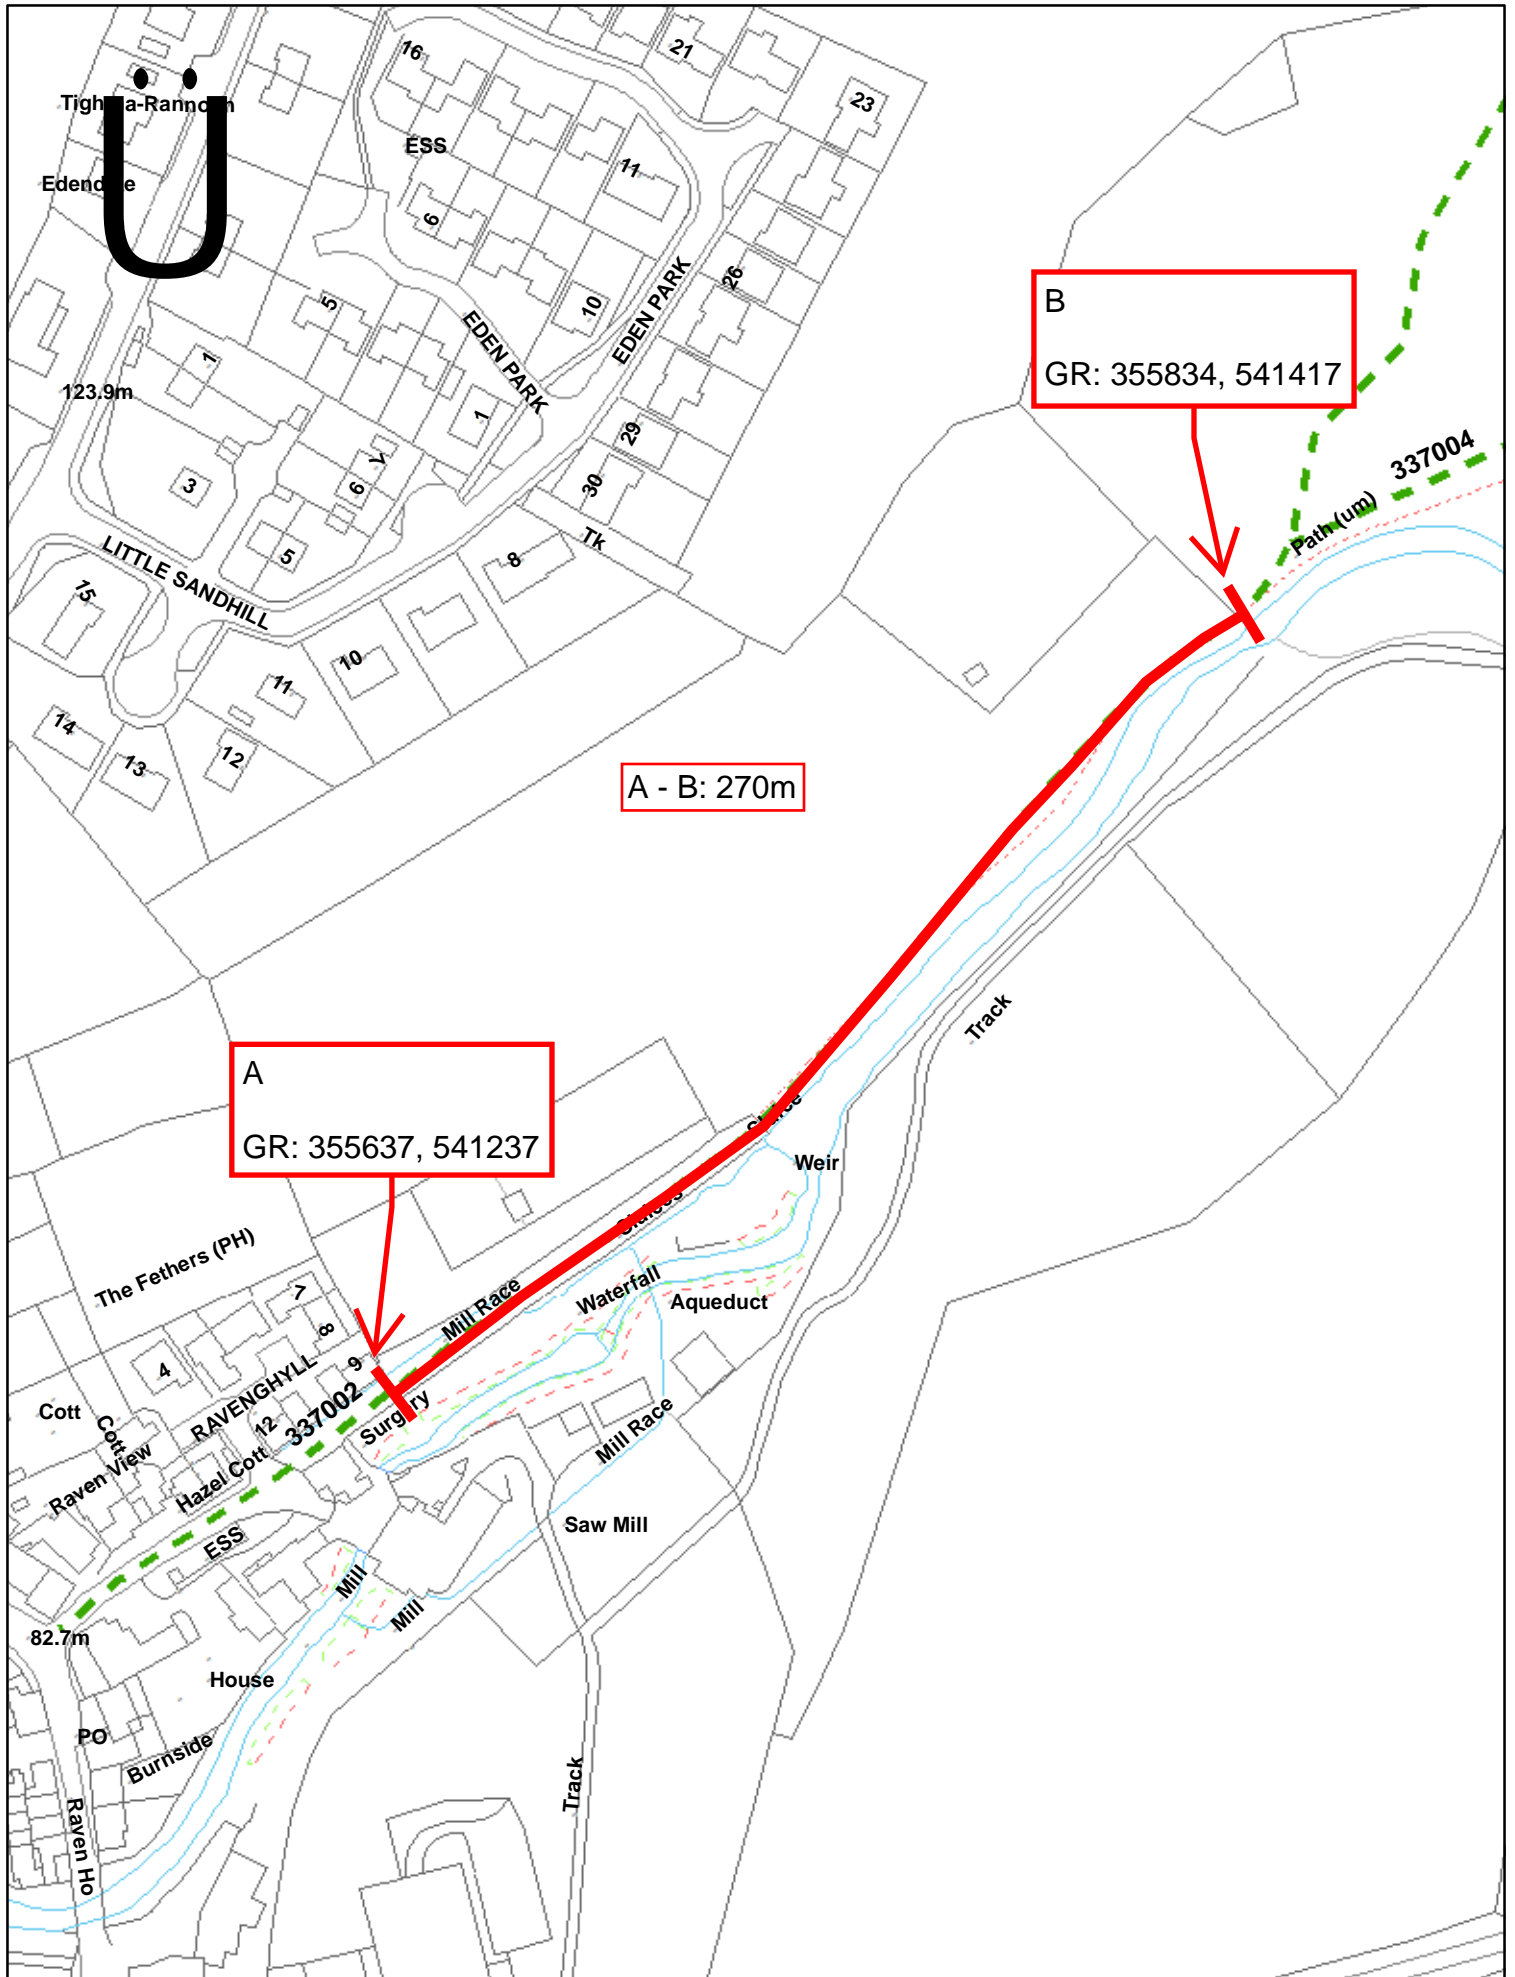 Ü
16
21
23
ESS
11
6
26
10
EDEN PARK
EDEN PARK
5
1
123.9m
1
29
30
3
6
5
Tk
8
LITTLE SANDHILL
15
10
11
14
13
12
B
GR: 355834, 541417
337004
Path (um)
A - B: 270m
Track
A
GR: 355637, 541237
Weir
The Fethers (PH)
7
8
9
4
Mill Race
Waterfall
Aqueduct
RAVENGHYLL
337002
12
Surgery
Cott
Cott
Raven View
Hazel Cott
Mill Race
ESS
Saw Mill
Mill
Mill
82.7m
House
PO
Burnside
Track
Raven Ho